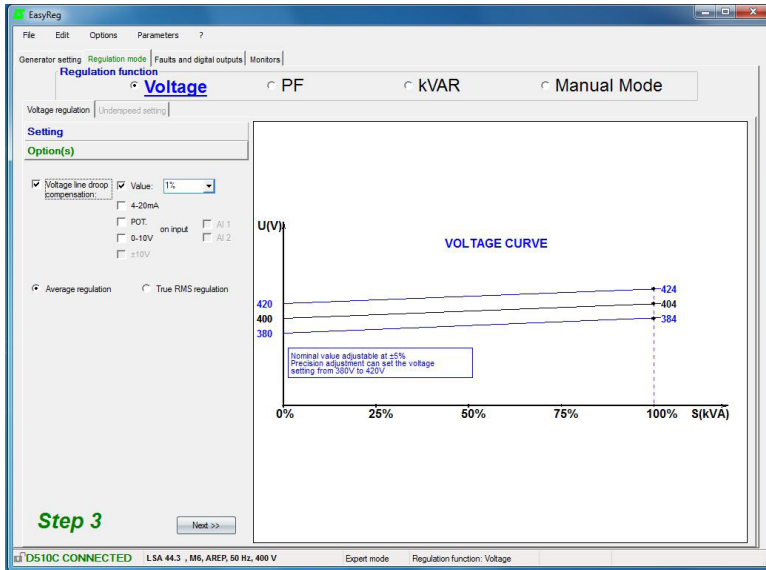 EasyReg
File Edit Options Parameters ?
Generator setting Regulation mode Faults and digital outputs Monitors
Regulation function
Voltage PF kVAR Manual Mode
Voltage regulation Underspeed setting
Setting
Option(s)
Voltage line droop compensation:
Value: 1%
4-20mA
POT.
0-10V
±10V
on input
AI 1
AI 2
Average regulation True RMS regulation
U(V)
VOLTAGE CURVE
420
400
380
424
404
384
Nominal value adjustable at ±5%
Precision adjustment can set the voltage
setting from 380V to 420V
0% 25% 50% 75% 100% S(kVA)
Step 3
Next >>
D510C CONNECTED LSA 44.3 , M6, AREP, 50 Hz, 400 V Expert mode Regulation function: Voltage